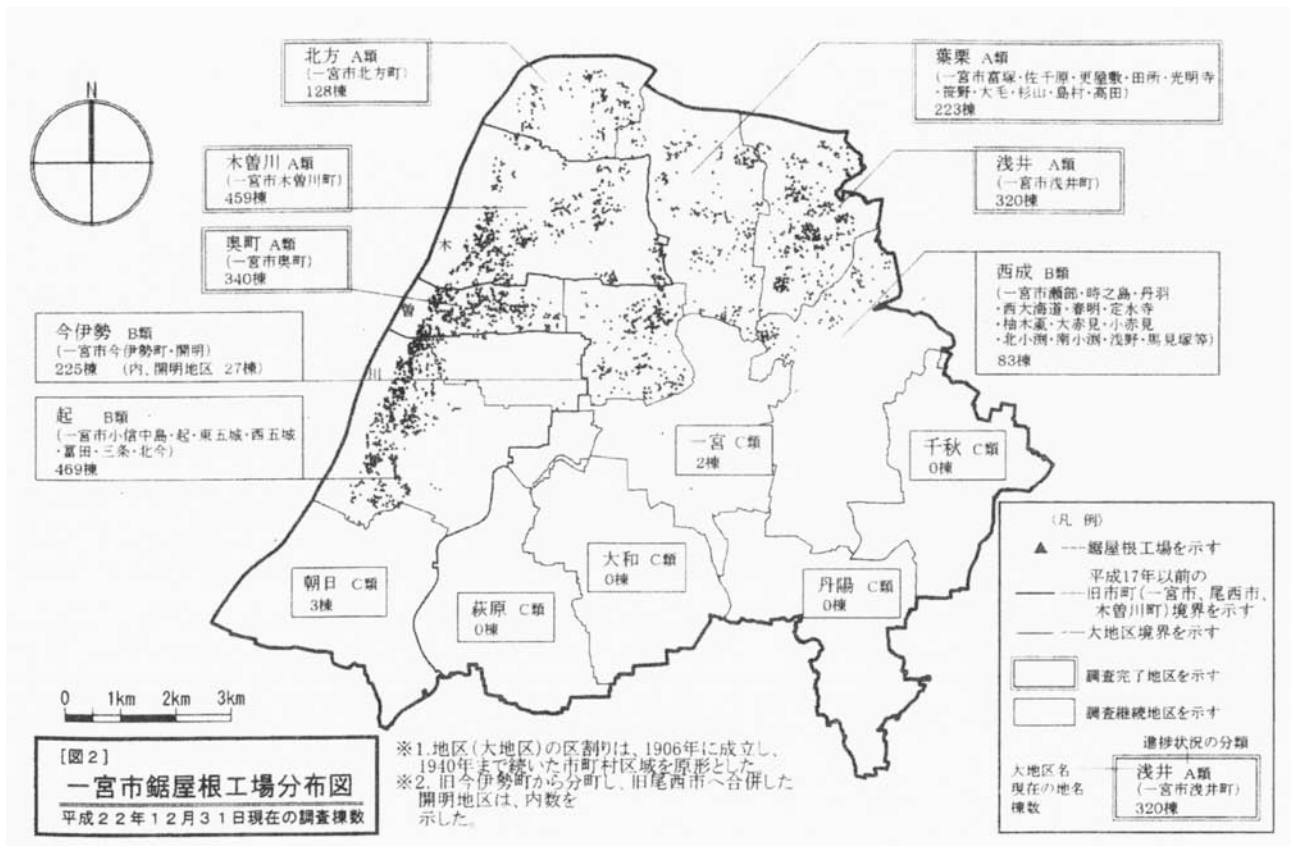 N
北方 A類
(一宮市北方町)
128棟
木曽川 A類
(一宮市木曽川町)
459棟
奥町 A類
(一宮市奥町)
340棟
今伊勢 B類
(一宮市今伊勢町・開明)
225棟 (内、開明地区 27棟)
起 B類
(一宮市小信中島・起・東五城・西五城
・冨田・三条・北今)
469棟
葉栗 A類
(一宮市富塚・佐千原・更屋敷・田所・光明寺
・笹野・大毛・杉山・島村・高田)
223棟
浅井 A類
(一宮市浅井町)
320棟
西成 B類
(一宮市瀬部・時之島・丹羽
西大海道・春明・定水寺
・柚木颪・大赤見・小赤見
・北小渕・南小渕・浅野・馬見塚等)
83棟
木
曽
川
一宮 C類
2棟
千秋 C類
0棟
朝日 C類
3棟
萩原 C類
0棟
大和 C類
0棟
丹陽 C類
0棟
0 1km 2km 3km
[図2]
一宮市鋸屋根工場分布図
平成22年12月31日現在の調査棟数
※1.地区(大地区)の区割りは、1906年に成立し、
1940年まで続いた市町村区域を原形とした
※2.旧今伊勢町から分町し、旧尾西市へ合併した
開明地区は、内数を
示した。
(凡 例)
▲ ---鋸屋根工場を示す
平成17年以前の
---旧市町(一宮市、尾西市、
木曽川町)境界を示す
---大地区境界を示す
調査完了地区を示す
調査継続地区を示す
進捗状況の分類
大地区名 浅井 A類
現在の地名 (一宮市浅井町)
棟数 320棟